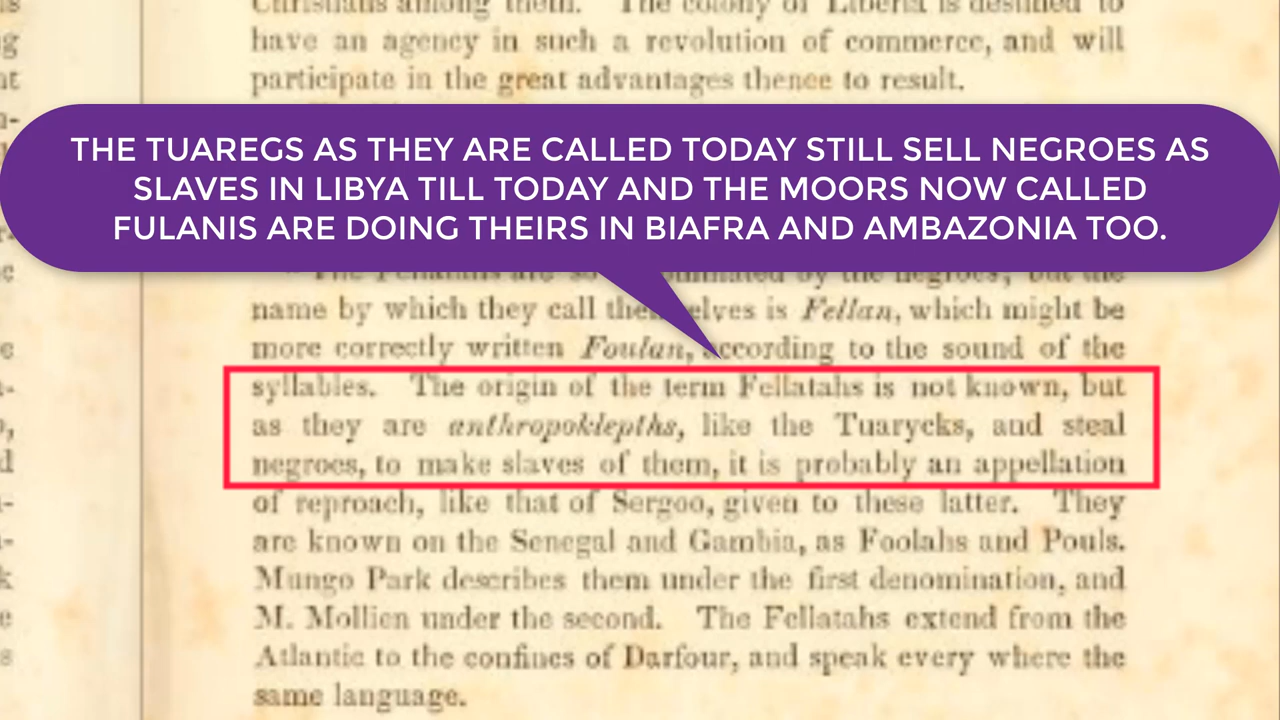 Christians among them. The colony of Liberia is destined to
have an agency in such a revolution of commerce, and will
participate in the great advantages thence to result.
THE TUAREGS AS THEY ARE CALLED TODAY STILL SELL NEGROES AS
SLAVES IN LIBYA TILL TODAY AND THE MOORS NOW CALLED
FULANIS ARE DOING THEIRS IN BIAFRA AND AMBAZONIA TOO.
by the negroes, but the
name by which they call themselves is Fellan, which might be
more correctly written Foulan, according to the sound of the
syllables. The origin of the term Fellatahs is not known, but
as they are anthropoklepths, like the Tuarycks, and steal
negroes, to make slaves of them, it is probably an appellation
of reproach, like that of Sergoo, given to these latter. They
are known on the Senegal and Gambia, as Foolahs and Pouls.
Mungo Park describes them under the first denomination, and
M. Mollien under the second. The Fellatahs extend from the
Atlantic to the confines of Darfour, and speak every where the
same language.